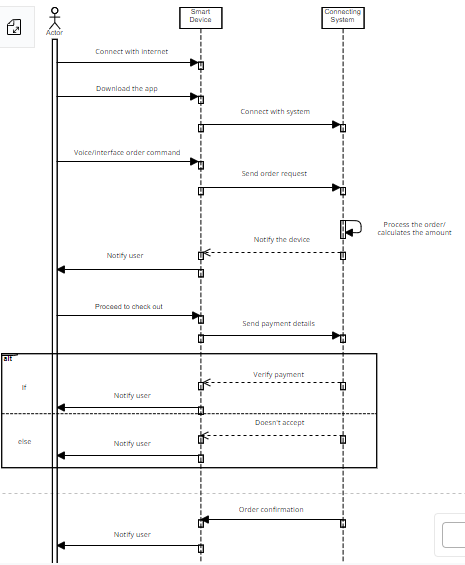 Smart
Device
Connecting
System
Actor
Connect with internet
Download the app
Connect with system
Voice/interface order command
Send order request
Process the order/
calculates the amount
Notify the device
Notify user
Proceed to check out
Send payment details
alt
Verify payment
If
Notify user
Doesn't accept
else
Notify user
Order confirmation
Notify user